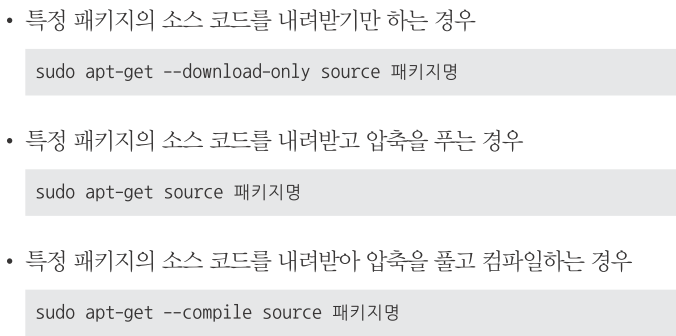 • 특정 패키지의 소스 코드를 내려받기만 하는 경우
sudo apt-get --download-only source 패키지명
• 특정 패키지의 소스 코드를 내려받고 압축을 푸는 경우
sudo apt-get source 패키지명
• 특정 패키지의 소스 코드를 내려받아 압축을 풀고 컴파일하는 경우
sudo apt-get --compile source 패키지명